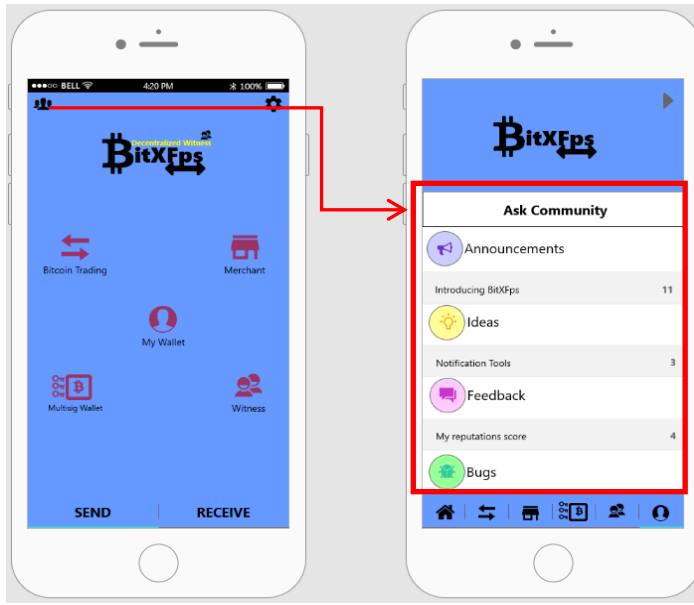 BELL 4:20 PM 100%
Decentralized Witness
BitXFps
Bitcoin Trading Merchant
My Wallet
Multisig Wallet Witness
SEND RECEIVE
BitXFps
Ask Community
Announcements
Introducing BitXFps 11
Ideas
Notification Tools 3
Feedback
My reputations score 4
Bugs